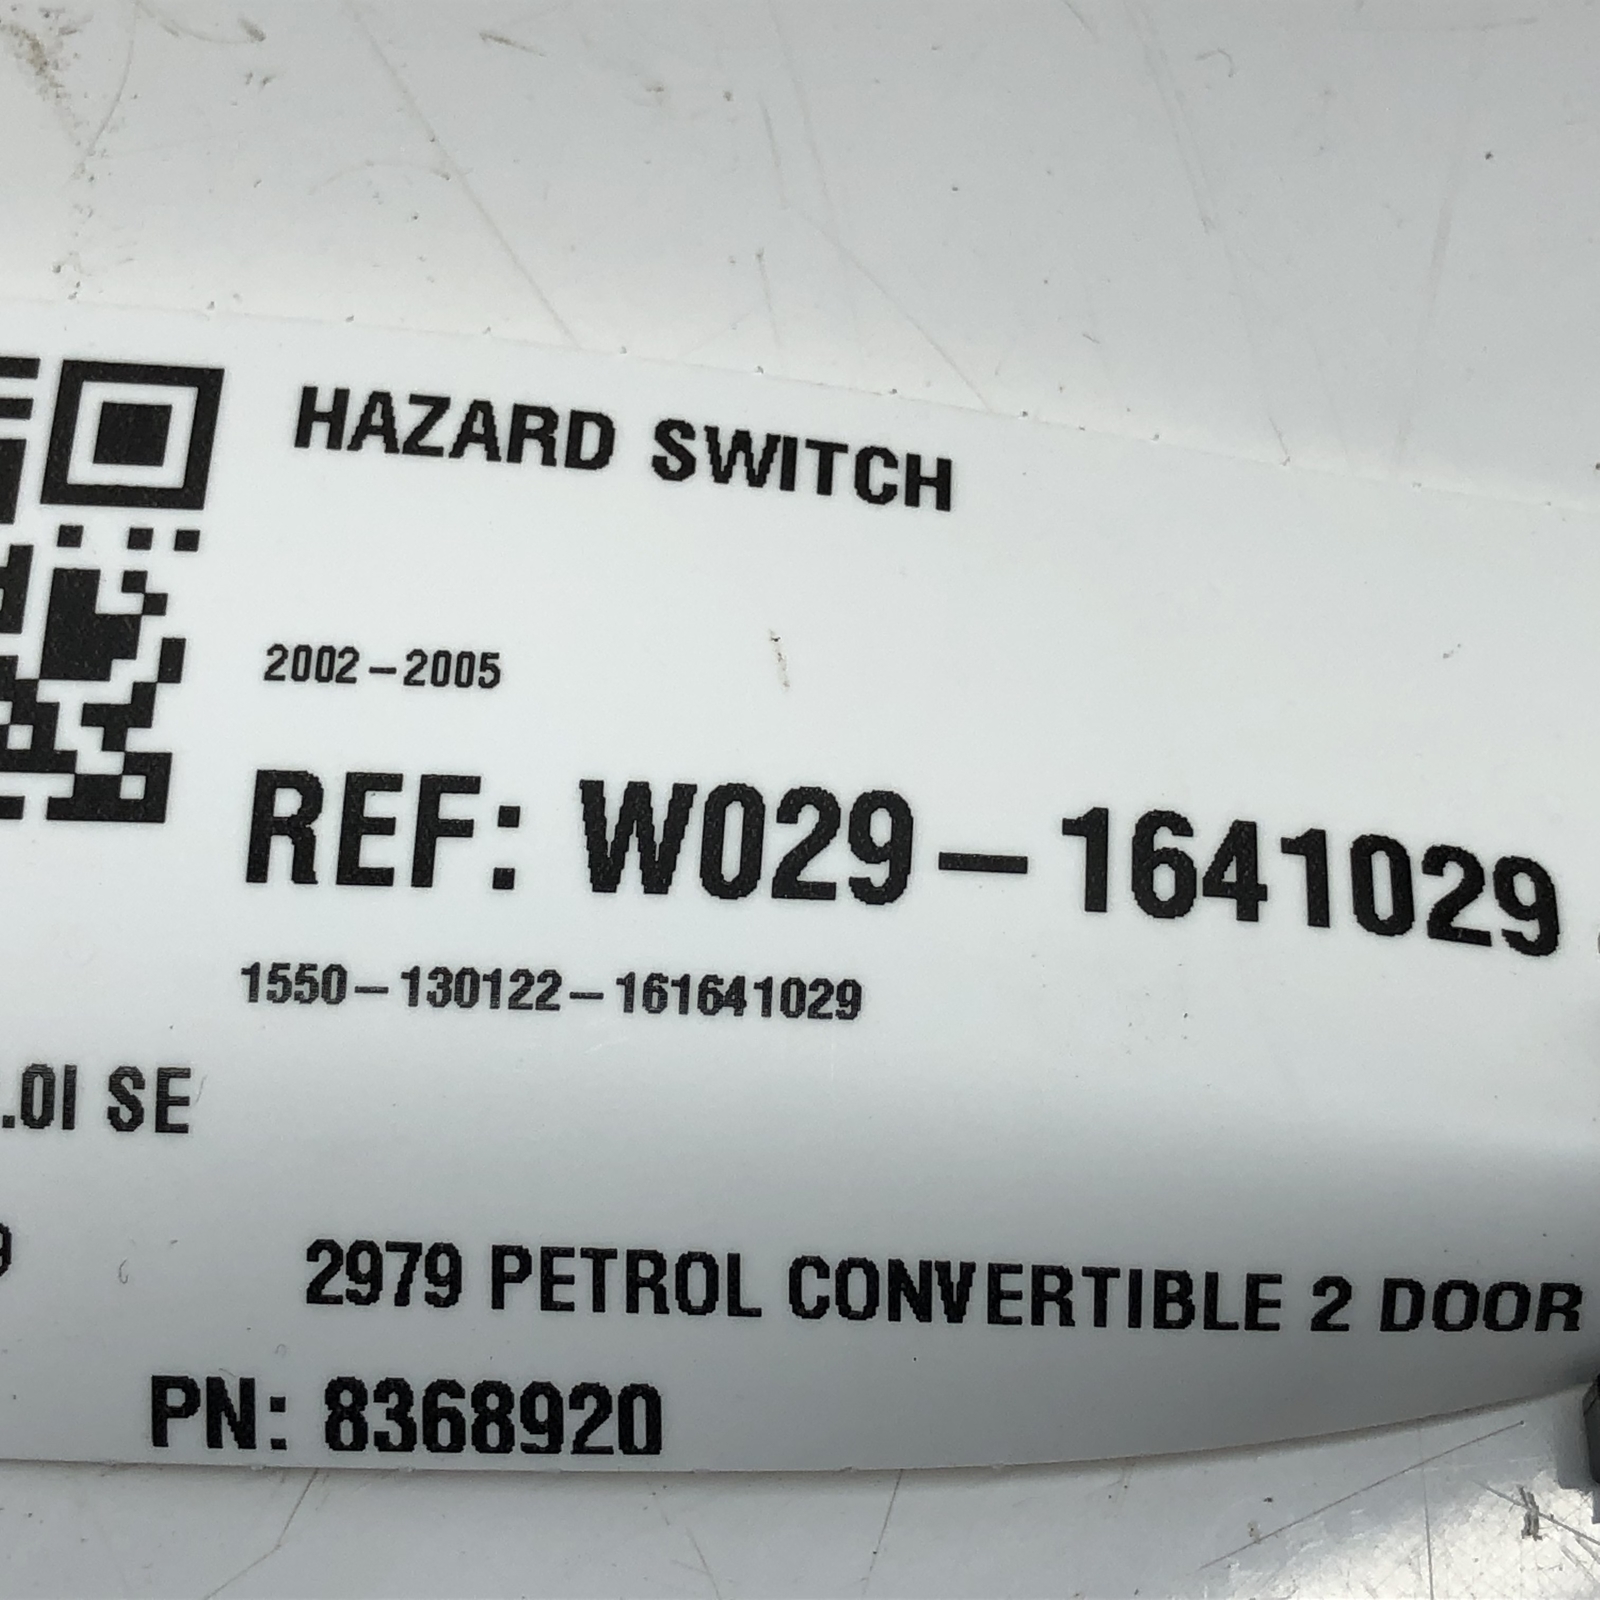 HAZARD SWITCH
2002-2005
REF: W029-1641029
1550-130122-161641029
.0I SE
9 2979 PETROL CONVERTIBLE 2 DOOR
PN: 8368920